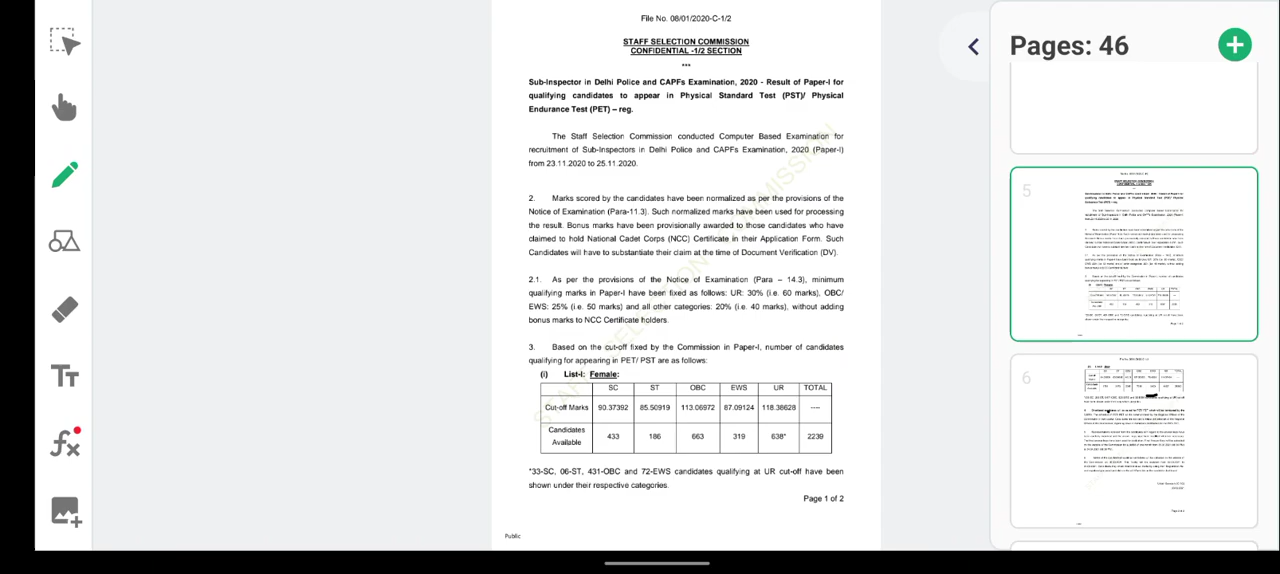 File No. 08/01/2020-C-1/2
STAFF SELECTION COMMISSION
CONFIDENTIAL -1/2 SECTION
***
Sub-Inspector in Delhi Police and CAPFs Examination, 2020 - Result of Paper-I for
qualifying candidates to appear in Physical Standard Test (PST)/ Physical
Endurance Test (PET) – reg.
The Staff Selection Commission conducted Computer Based Examination for
recruitment of Sub-Inspectors in Delhi Police and CAPFs Examination, 2020 (Paper-I)
from 23.11.2020 to 25.11.2020.
2. Marks scored by the candidates have been normalized as per the provisions of the
Notice of Examination (Para-11.3). Such normalized marks have been used for processing
the result. Bonus marks have been provisionally awarded to those candidates who have
claimed to hold National Cadet Corps (NCC) Certificate in their Application Form. Such
Candidates will have to substantiate their claim at the time of Document Verification (DV).
2.1. As per the provisions of the Notice of Examination (Para – 14.3), minimum
qualifying marks in Paper-I have been fixed as follows: UR: 30% (i.e. 60 marks), OBC/
EWS: 25% (i.e. 50 marks) and all other categories: 20% (i.e. 40 marks), without adding
bonus marks to NCC Certificate holders.
3. Based on the cut-off fixed by the Commission in Paper-I, number of candidates
qualifying for appearing in PET/ PST are as follows:
(i) List-I: Female:
SC ST OBC EWS UR TOTAL
Cut-off Marks 90.37392 85.50919 113.06972 87.09124 118.38628 ----
Candidates Available 433 186 663 319 638* 2239
*33-SC, 06-ST, 431-OBC and 72-EWS candidates qualifying at UR cut-off have been
shown under their respective categories.
Page 1 of 2
Public
STAFF SELECTION COMMISSION
Tt
fx
Pages: 46
5
6